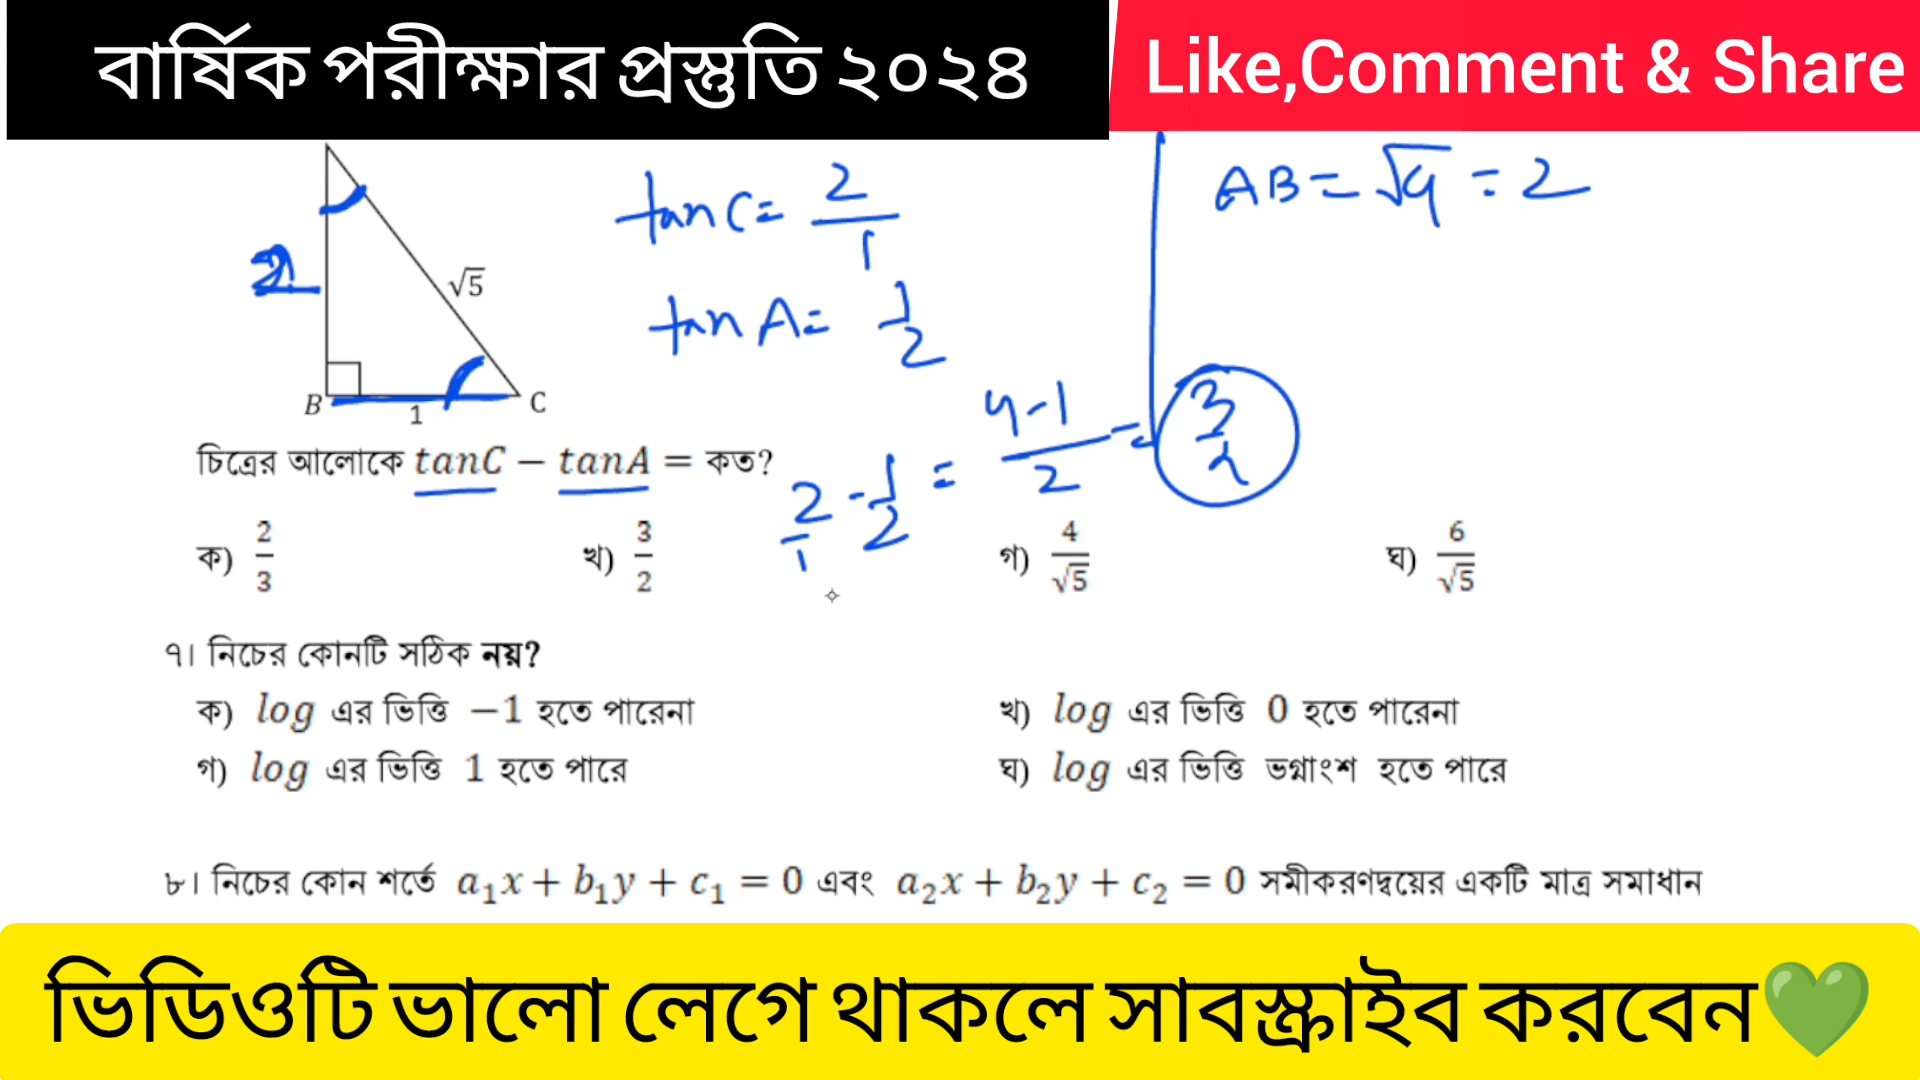 বার্ষিক পরীক্ষার প্রস্তুতি ২০২৪
Like,Comment & Share
tan C = 2/1
AB = √4 = 2
2
√5
tan A = 1/2
B
1
C
চিত্রের আলোকে tanC − tanA = কত?
2/1 - 1/2 = 4-1/2 = 3/2
ক) 2/3 খ) 3/2 গ) 4/√5 ঘ) 6/√5
৭। নিচের কোনটি সঠিক নয়?
ক) log এর ভিত্তি −1 হতে পারেনা খ) log এর ভিত্তি 0 হতে পারেনা
গ) log এর ভিত্তি 1 হতে পারে ঘ) log এর ভিত্তি ভগ্নাংশ হতে পারে
৮। নিচের কোন শর্তে a₁x + b₁y + c₁ = 0 এবং a₂x + b₂y + c₂ = 0 সমীকরণদ্বয়ের একটি মাত্র সমাধান
ভিডিওটি ভালো লেগে থাকলে সাবস্ক্রাইব করবেন💚